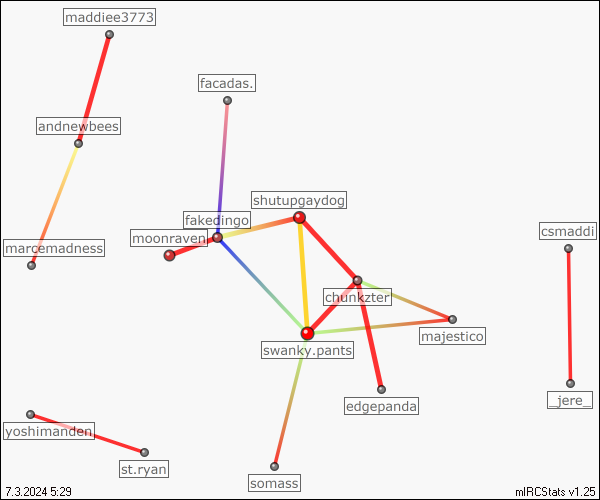 maddiee3773
facadas.
andnewbees
shutupgaydog
fakedingo
moonraven
csmaddi
marcemadness
chunkzter
majestico
swanky.pants
_jere_
edgepanda
yoshimanden
st.ryan
somass
7.3.2024 5:29
mIRCStats v1.25